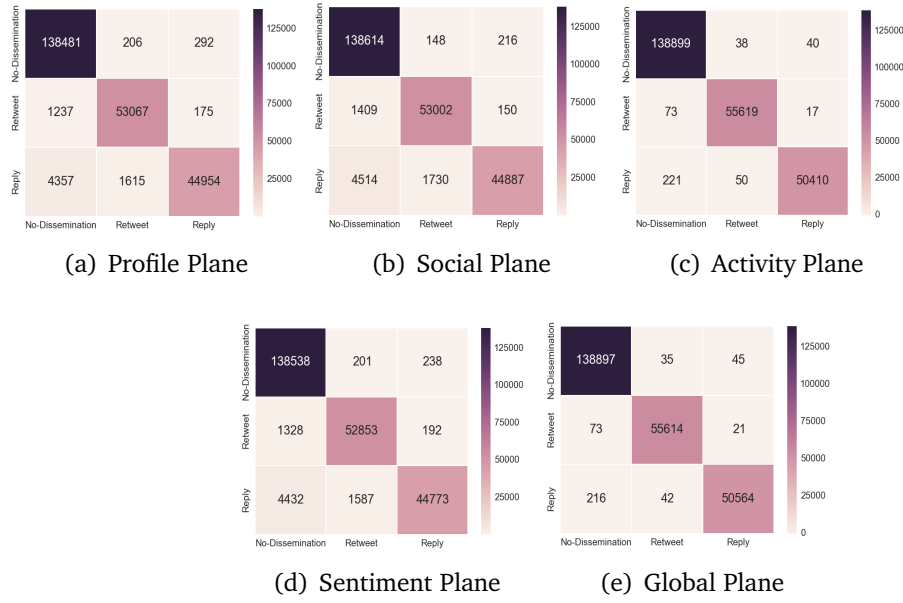 No-Dissemination 138481 206 292
Retweet 1237 53067 175
Reply 4357 1615 44954
No-Dissemination Retweet Reply
125000
100000
75000
50000
25000
(a) Profile Plane
No-Dissemination 138614 148 216
Retweet 1409 53002 150
Reply 4514 1730 44887
No-Dissemination Retweet Reply
125000
100000
75000
50000
25000
(b) Social Plane
No-Dissemination 138899 38 40
Retweet 73 55619 17
Reply 221 50 50410
No-Dissemination Retweet Reply
125000
100000
75000
50000
25000
0
(c) Activity Plane
No-Dissemination 138538 201 238
Retweet 1328 52853 192
Reply 4432 1587 44773
No-Dissemination Retweet Reply
125000
100000
75000
50000
25000
(d) Sentiment Plane
No-Dissemination 138897 35 45
Retweet 73 55614 21
Reply 216 42 50564
No-Dissemination Retweet Reply
125000
100000
75000
50000
25000
0
(e) Global Plane